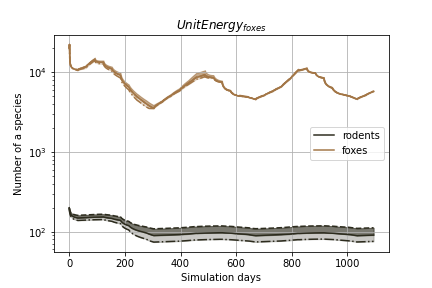 UnitEnergy_foxes
Number of a species
10^4
10^3
10^2
rodents
foxes
0 200 400 600 800 1000
Simulation days